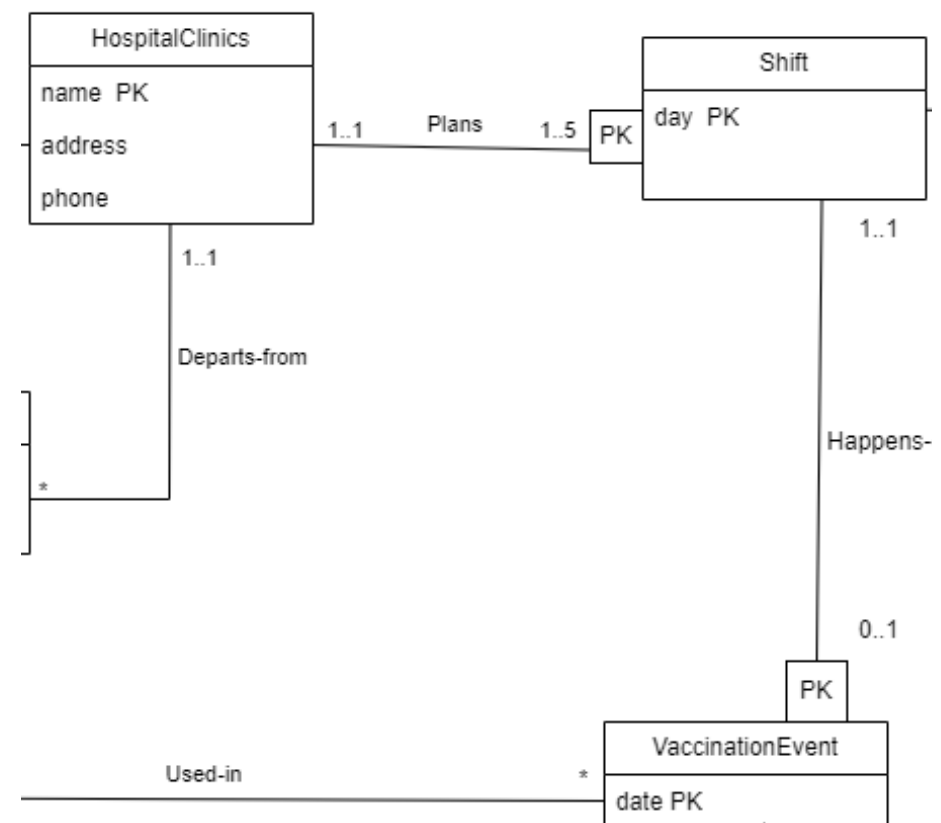 HospitalClinics
name PK
address
phone
1..1
Plans
1..5
PK
Shift
day PK
1..1
1..1
Departs-from
*
Happens-
0..1
PK
Used-in
*
VaccinationEvent
date PK